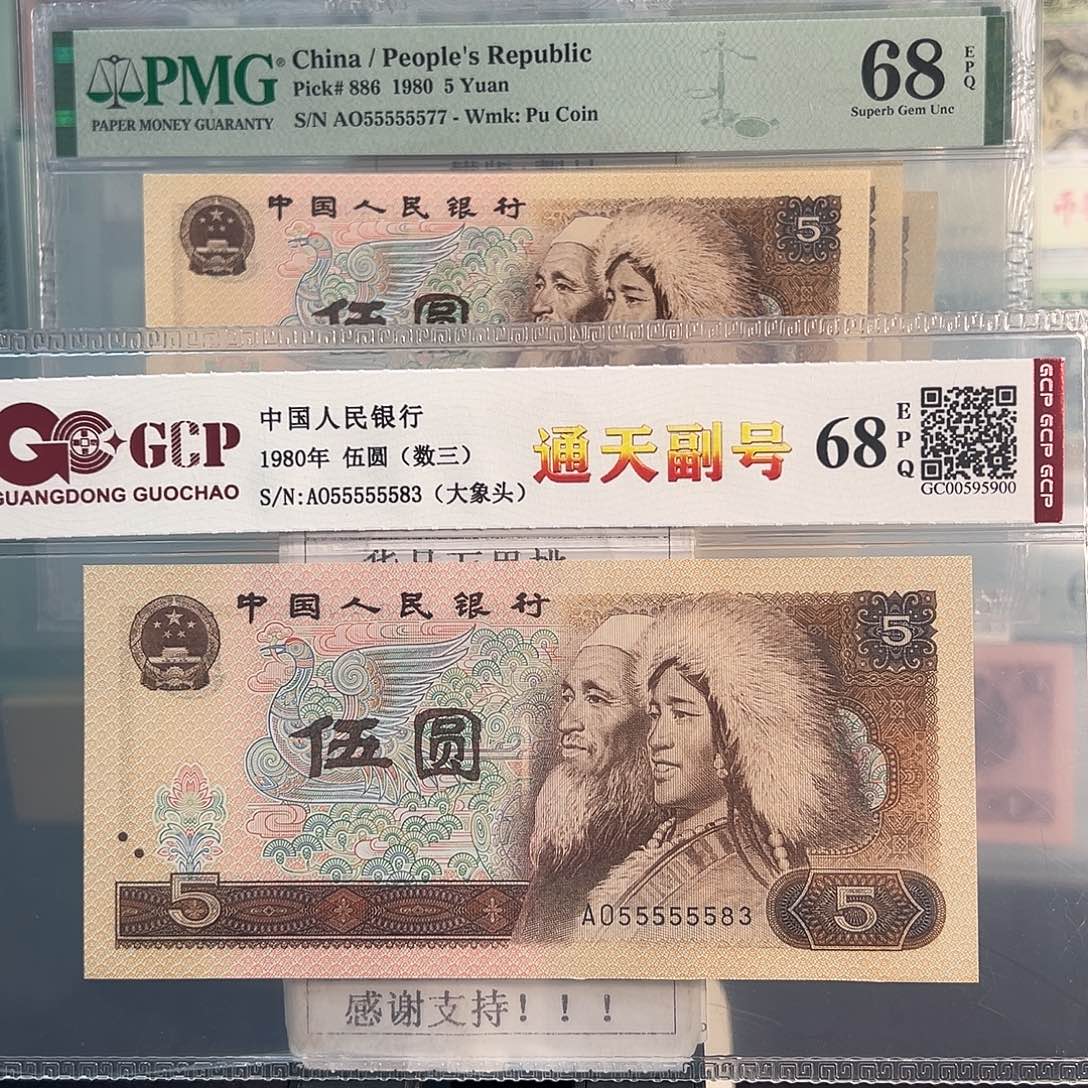 PMG
PAPER MONEY GUARANTY
China / People's Republic
Pick# 886 1980 5 Yuan
S/N AO55555577 - Wmk: Pu Coin
68
EPQ
Superb Gem Unc
中国人民银行
5
伍圆
GCP
GUANGDONG GUOCHAO
中国人民银行
1980年 伍圆（数三）
S/N:AO55555583（大象头）
通天副号
68
EPQ
GC00595900
GCP GCP GCP
中国人民银行
5
伍圆
5
AO55555583
5
感谢支持！！！